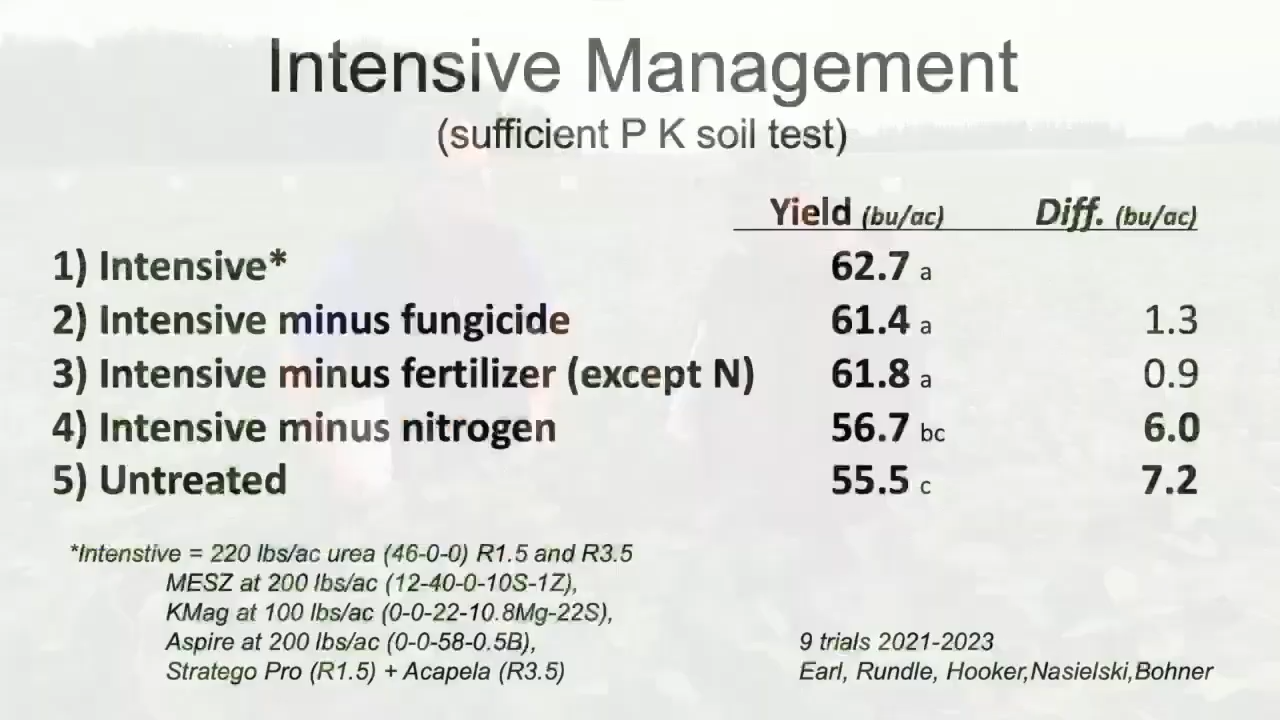 Intensive Management
(sufficient P K soil test)
Yield (bu/ac) Diff. (bu/ac)
1) Intensive* 62.7 a
2) Intensive minus fungicide 61.4 a 1.3
3) Intensive minus fertilizer (except N) 61.8 a 0.9
4) Intensive minus nitrogen 56.7 bc 6.0
5) Untreated 55.5 c 7.2
*Intenstive = 220 lbs/ac urea (46-0-0) R1.5 and R3.5
MESZ at 200 lbs/ac (12-40-0-10S-1Z),
KMag at 100 lbs/ac (0-0-22-10.8Mg-22S),
Aspire at 200 lbs/ac (0-0-58-0.5B),
Stratego Pro (R1.5) + Acapela (R3.5)
9 trials 2021-2023
Earl, Rundle, Hooker,Nasielski,Bohner